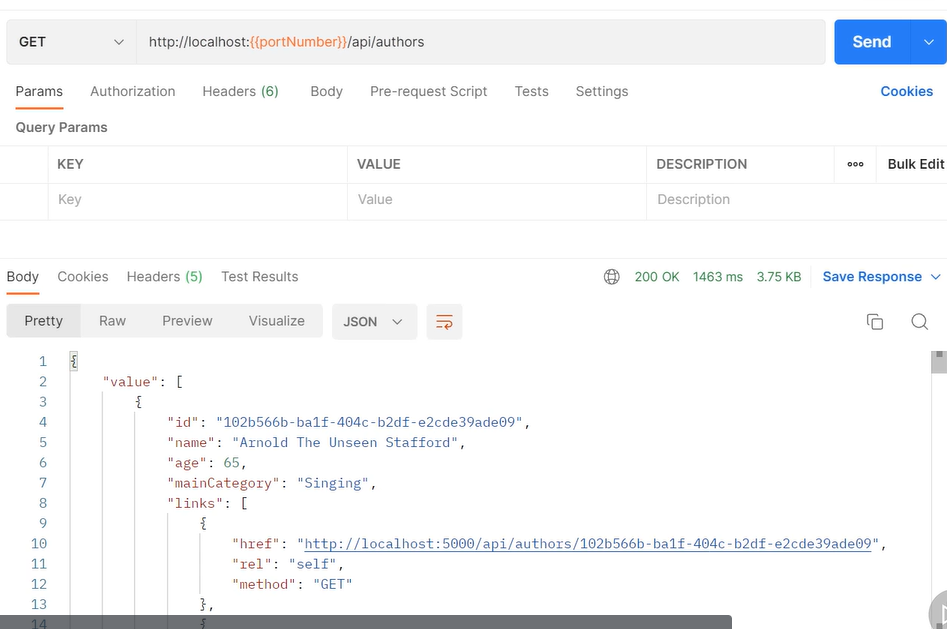 GET http://localhost:{{portNumber}}/api/authors Send
Params Authorization Headers (6) Body Pre-request Script Tests Settings Cookies
Query Params
KEY VALUE DESCRIPTION ooo Bulk Edit
Key Value Description
Body Cookies Headers (5) Test Results 200 OK 1463 ms 3.75 KB Save Response
Pretty Raw Preview Visualize JSON
1 {
2 "value": [
3 {
4 "id": "102b566b-ba1f-404c-b2df-e2cde39ade09",
5 "name": "Arnold The Unseen Stafford",
6 "age": 65,
7 "mainCategory": "Singing",
8 "links": [
9 {
10 "href": "http://localhost:5000/api/authors/102b566b-ba1f-404c-b2df-e2cde39ade09",
11 "rel": "self",
12 "method": "GET"
13 },
14 {